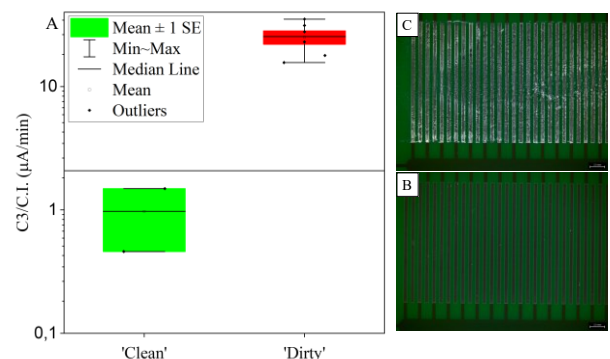 A
Mean ± 1 SE
Min~Max
Median Line
Mean
Outliers
C3/C.I. (µA/min)
10
1
0,1
'Clean'
'Dirty'
C
B